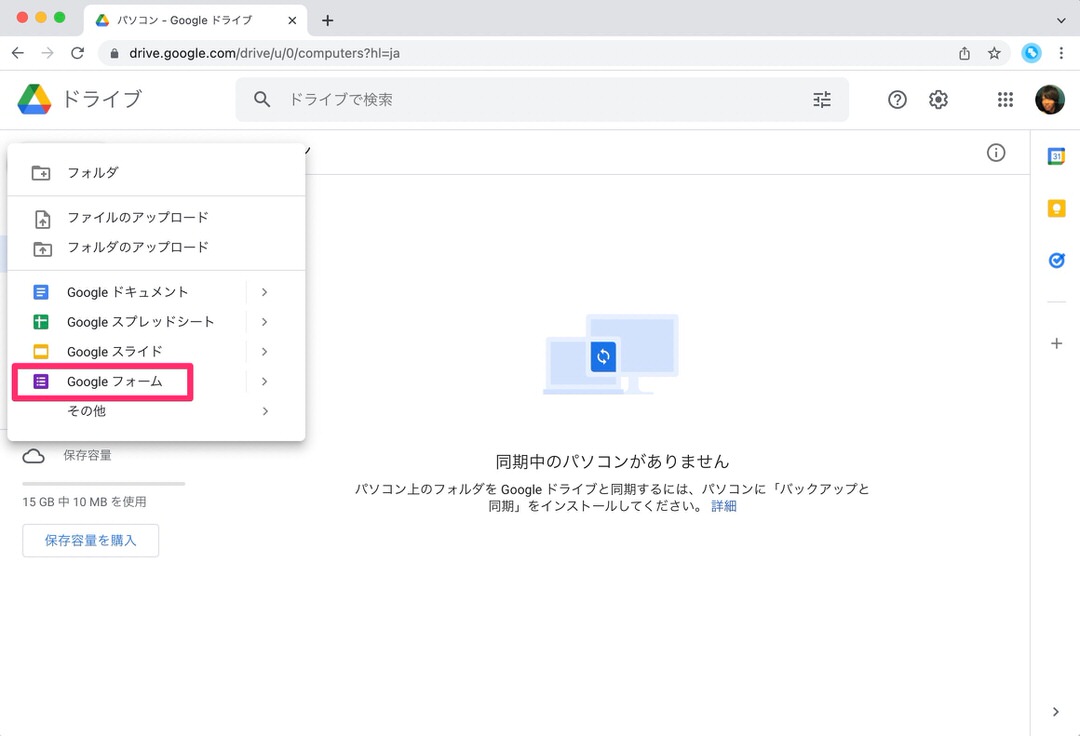 パソコン - Google ドライブ
drive.google.com/drive/u/0/computers?hl=ja
ドライブ
ドライブで検索
フォルダ
ファイルのアップロード
フォルダのアップロード
Google ドキュメント
Google スプレッドシート
Google スライド
Google フォーム
その他
保存容量
15 GB 中 10 MB を使用
保存容量を購入
31
同期中のパソコンがありません
パソコン上のフォルダを Google ドライブと同期するには、パソコンに「バックアップと
同期」をインストールしてください。 詳細